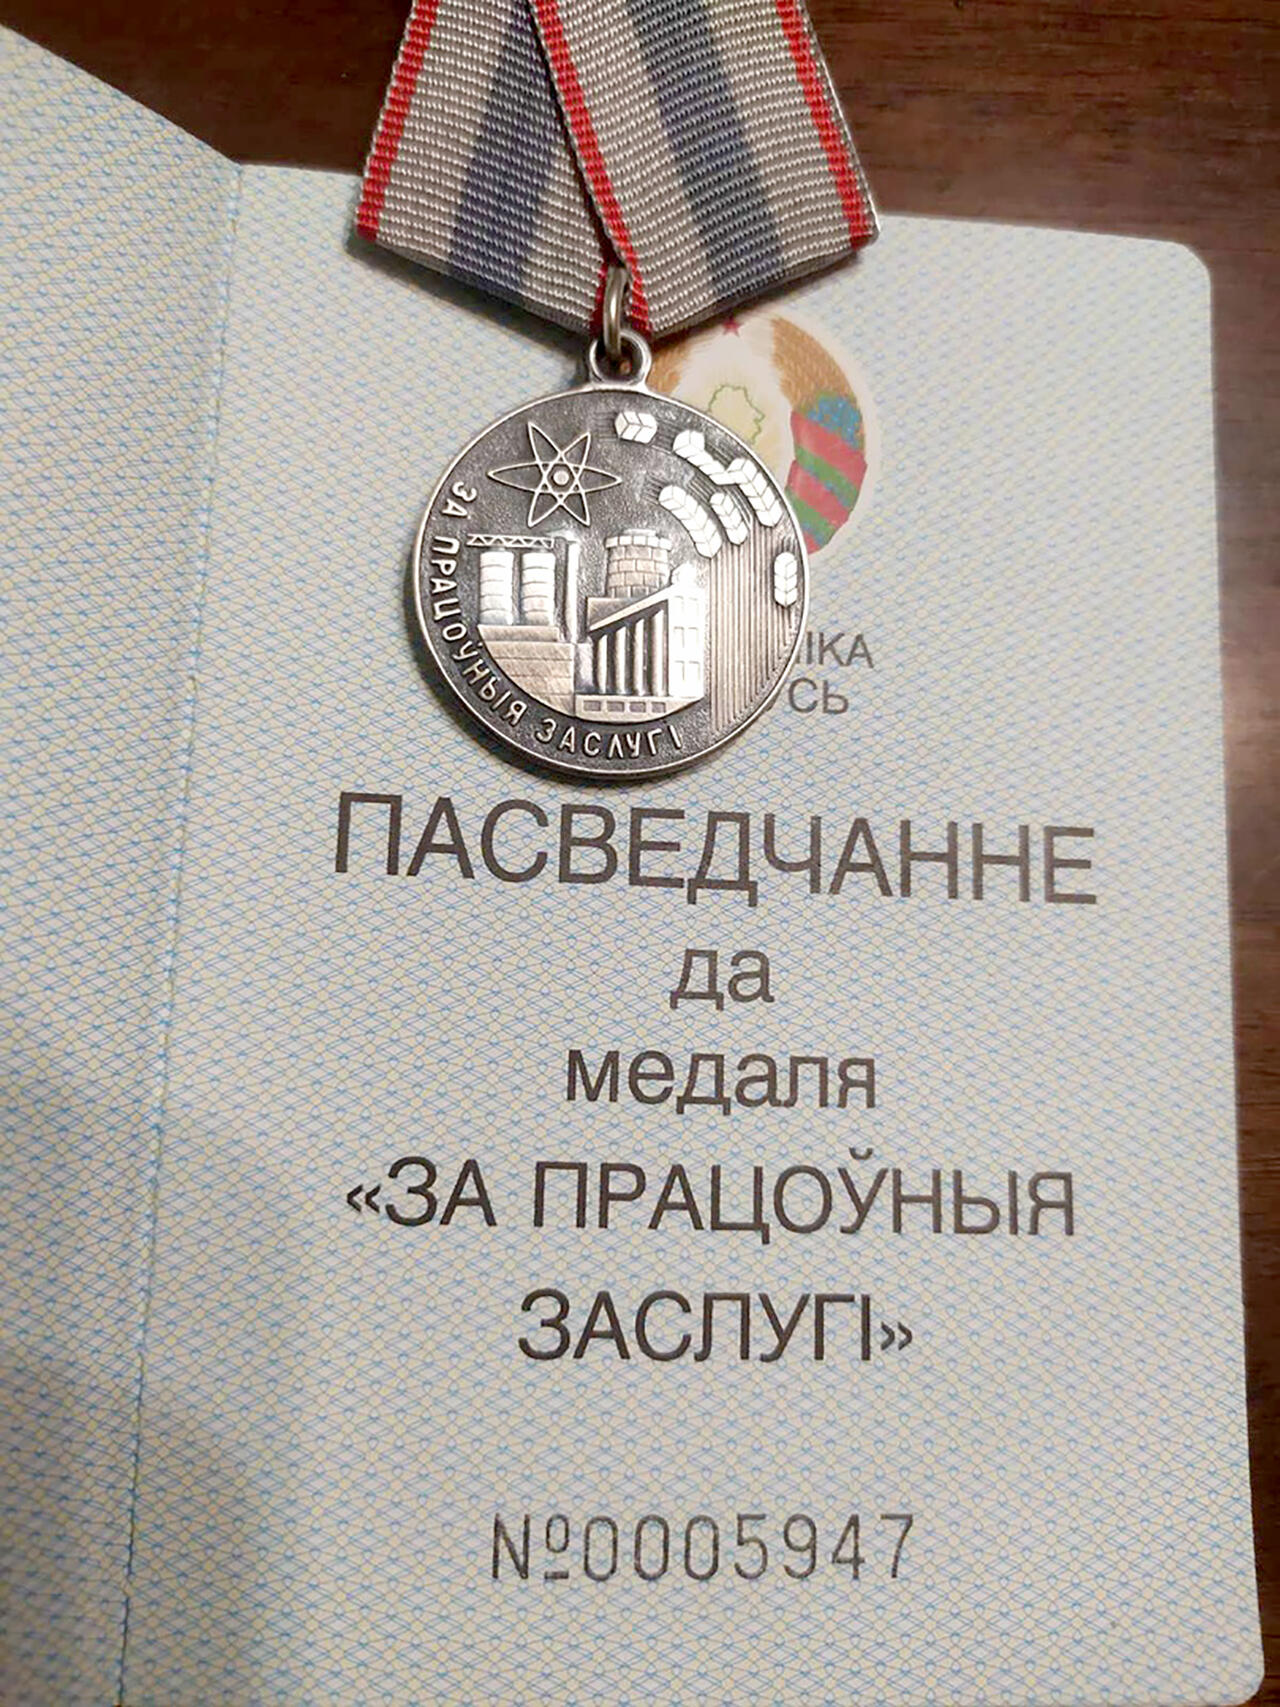 ЗА ПРАЦОЎНЫЯ ЗАСЛУГІ
ПАСВЕДЧАННЕ
да
медаля
«ЗА ПРАЦОЎНЫЯ
ЗАСЛУГІ»
№0005947